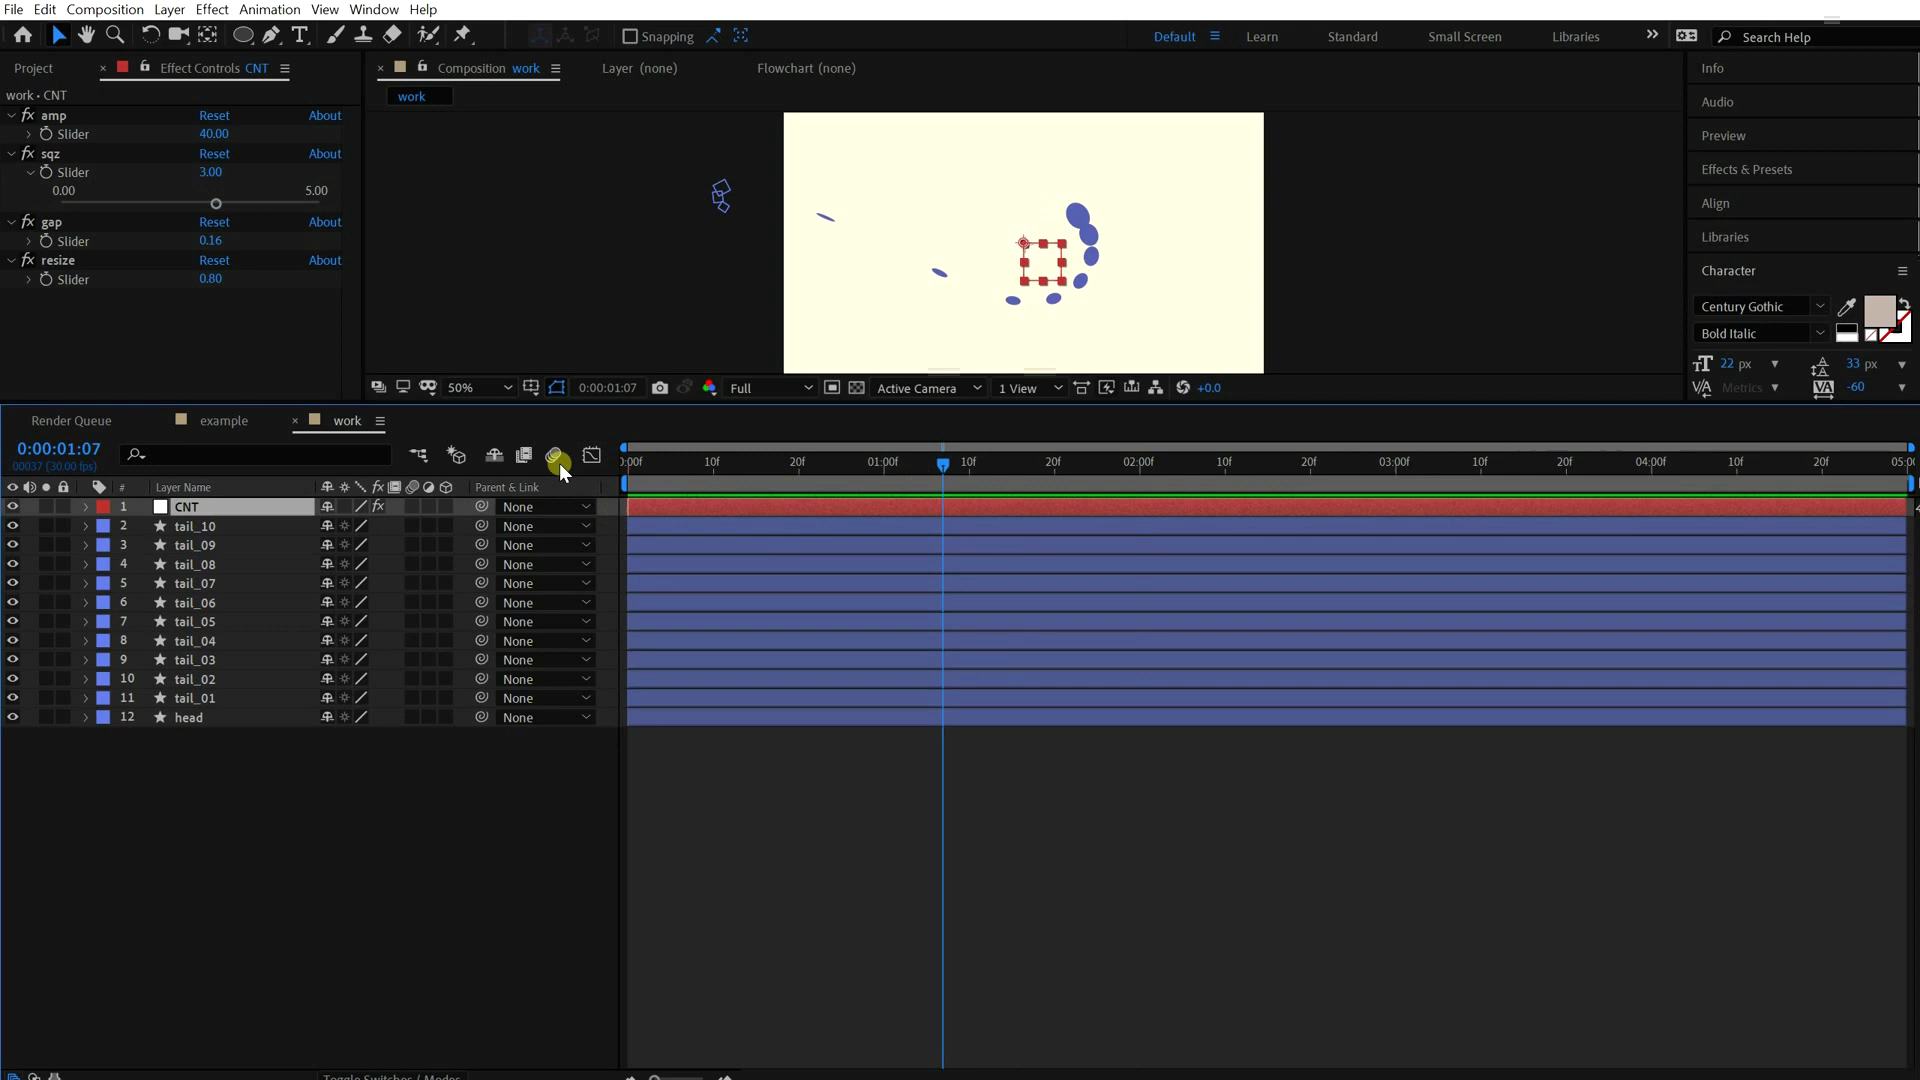 File Edit Composition Layer Effect Animation View Window Help
Snapping Default Learn Standard Small Screen Libraries Search Help
Project Effect Controls CNT Composition work Layer (none) Flowchart (none) Info
work • CNT work
Audio
amp Reset About
Slider 40.00
Preview
sqz Reset About
Slider 3.00
Effects & Presets
0.00 5.00
Align
gap Reset About
Slider 0.16
Libraries
resize Reset About
Slider 0.80
Character
Century Gothic
Bold Italic
22 px 33 px
Metrics -60
50% 0:00:01:07 Full Active Camera 1 View +0.0
Render Queue example work
0:00:01:07
00037 (30.00 fps)
0:00f 10f 20f 01:00f 10f 20f 02:00f 10f 20f 03:00f 10f 20f 04:00f 10f 20f 05:00
# Layer Name fx Parent & Link
1 CNT fx None
2 tail_10 None
3 tail_09 None
4 tail_08 None
5 tail_07 None
6 tail_06 None
7 tail_05 None
8 tail_04 None
9 tail_03 None
10 tail_02 None
11 tail_01 None
12 head None
Toggle Switches / Modes